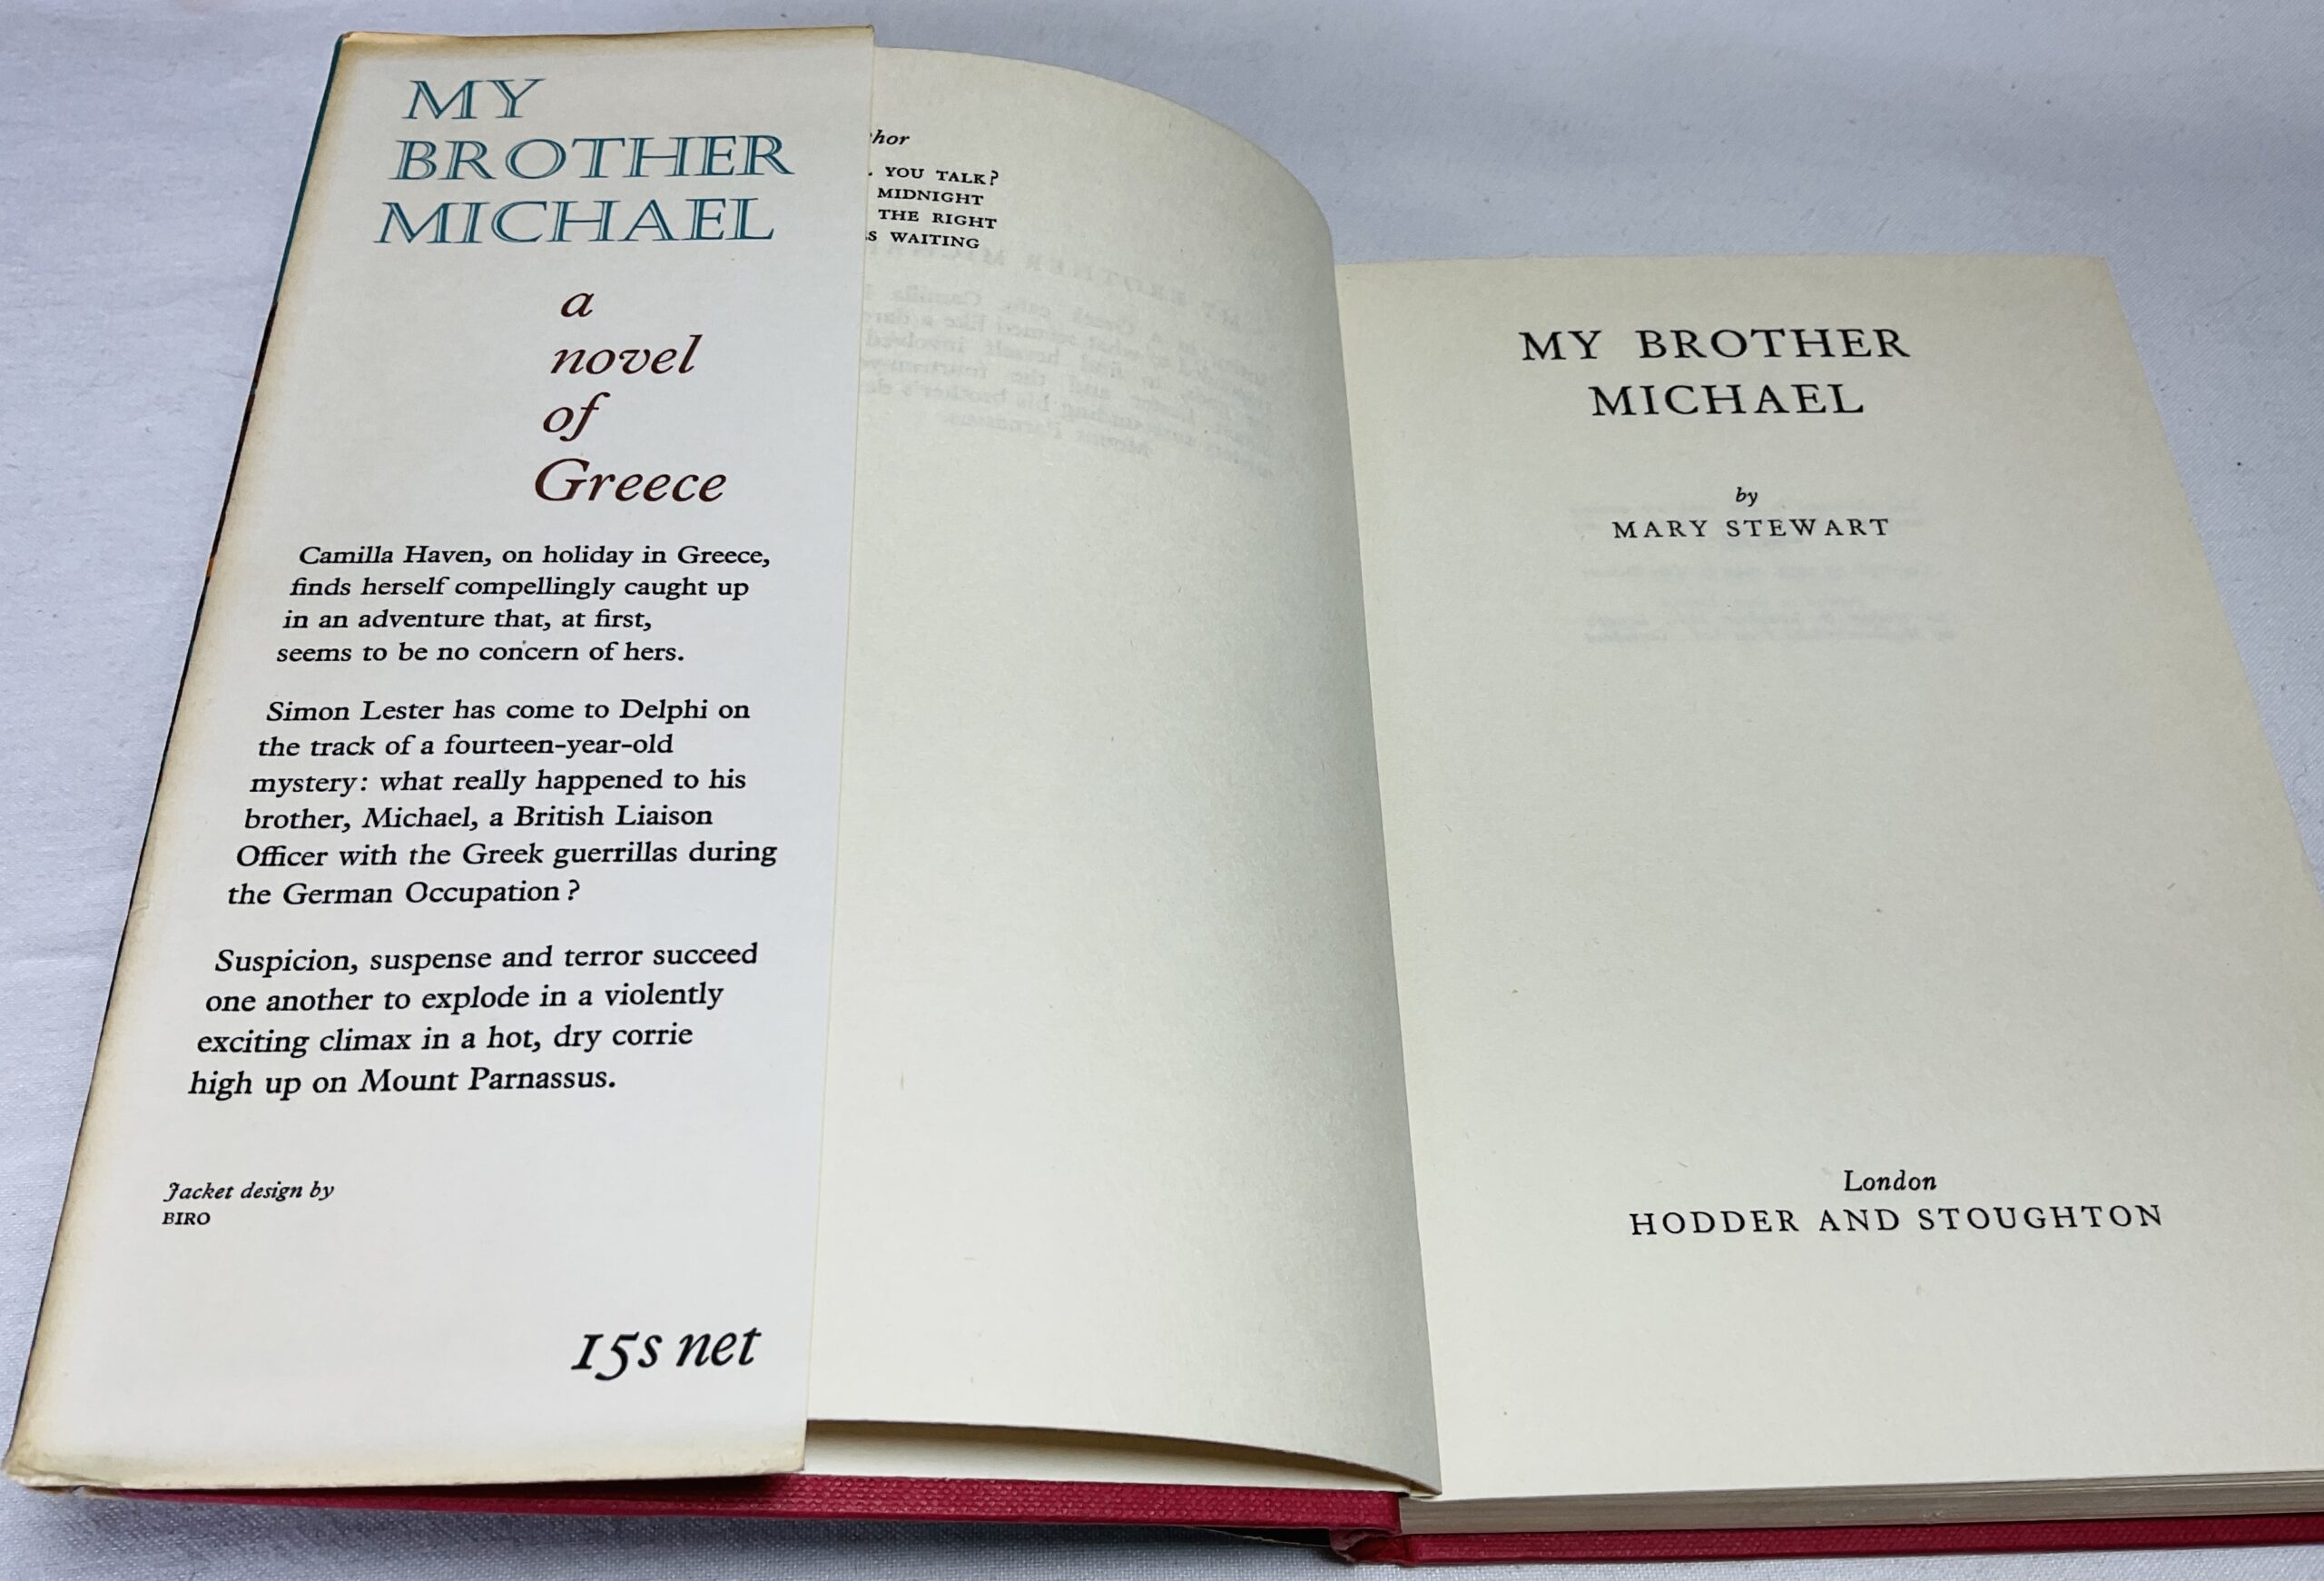 MY
BROTHER
MICHAEL
a
novel
of
Greece
Camilla Haven, on holiday in Greece,
finds herself compellingly caught up
in an adventure that, at first,
seems to be no concern of hers.
Simon Lester has come to Delphi on
the track of a fourteen-year-old
mystery: what really happened to his
brother, Michael, a British Liaison
Officer with the Greek guerrillas during
the German Occupation?
Suspicion, suspense and terror succeed
one another to explode in a violently
exciting climax in a hot, dry corrie
high up on Mount Parnassus.
Jacket design by
BIRO
15s net
hor
YOU TALK?
MIDNIGHT
THE RIGHT
S WAITING
MY BROTHER
MICHAEL
by
MARY STEWART
London
HODDER AND STOUGHTON